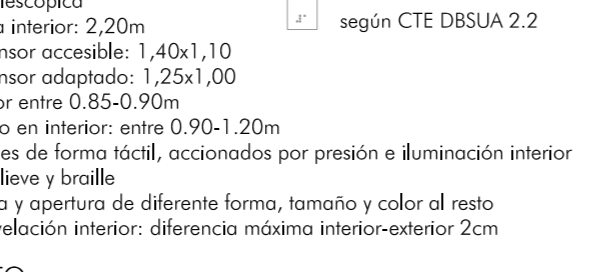 telescópica
interior: 2,20m
según CTE DBSUA 2.2
nsor accesible: 1,40x1,10
nsor adaptado: 1,25x1,00
or entre 0.85-0.90m
o en interior: entre 0.90-1.20m
es de forma táctil, accionados por presión e iluminación interior
lieve y braille
a y apertura de diferente forma, tamaño y color al resto
velación interior: diferencia máxima interior-exterior 2cm